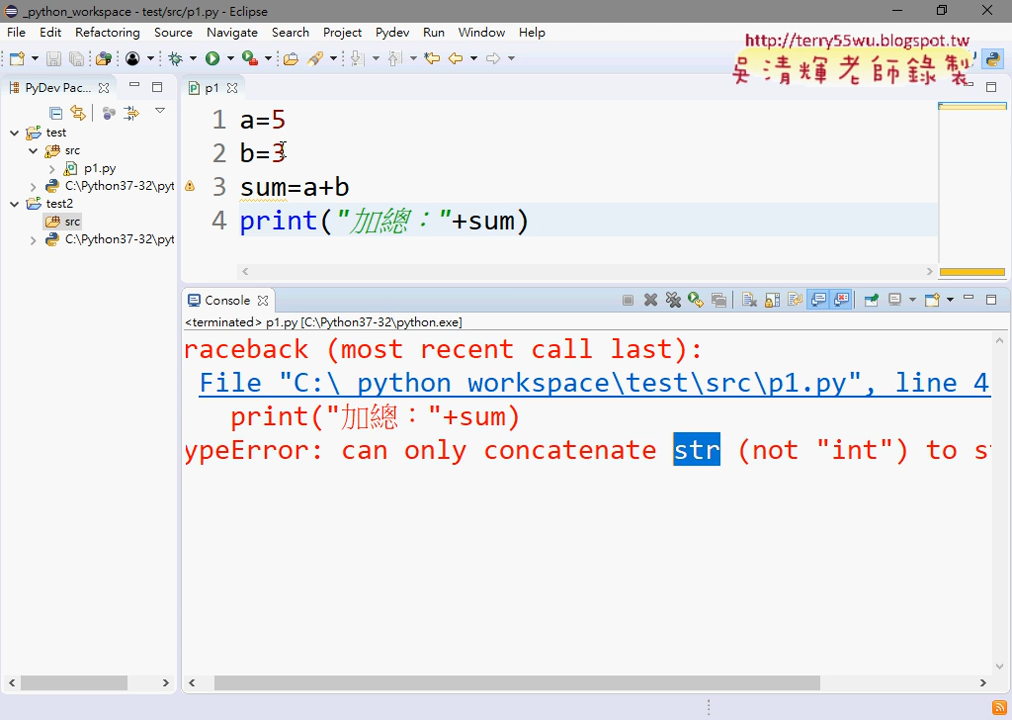 _python_workspace - test/src/p1.py - Eclipse
File Edit Refactoring Source Navigate Search Project Pydev Run Window Help
http://terry55wu.blogspot.tw
吳清輝老師錄製
PyDev Pac...
p1
test
src
p1.py
C:\Python37-32\pyt
test2
src
C:\Python37-32\pyt
1 a=5
2 b=3
3 sum=a+b
4 print("加總："+sum)
Console
<terminated> p1.py [C:\Python37-32\python.exe]
raceback (most recent call last):
File "C:\_python_workspace\test\src\p1.py", line 4
print("加總："+sum)
ypeError: can only concatenate str (not "int") to s